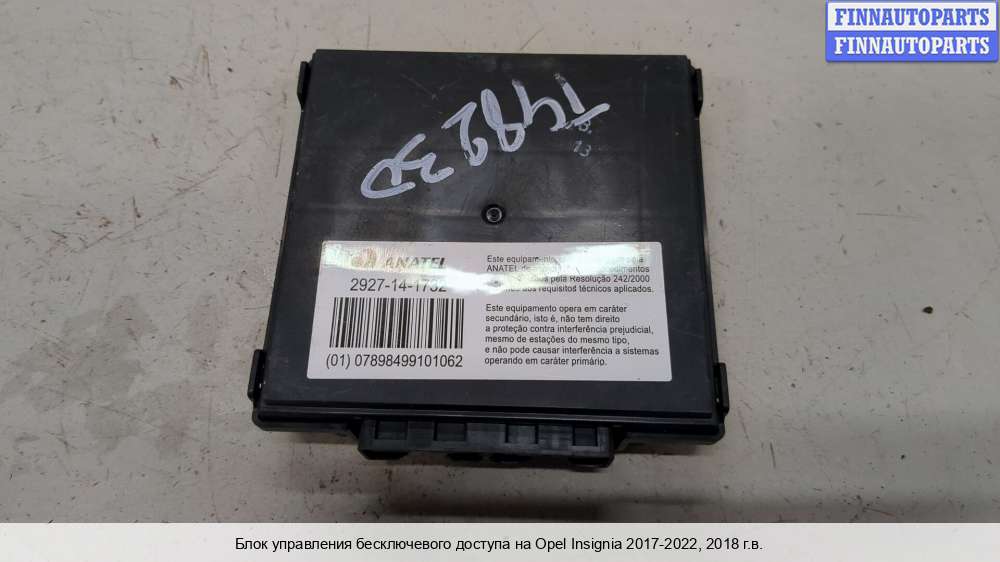 FINNAUTOPARTS
FINNAUTOPARTS
T4823D
13
ANATEL
2927-14-1732
(01) 07898499101062
Este equipamento
ANATEL de
pela Resolução 242/2000
aos requisitos técnicos aplicados.
Este equipamento opera em caráter
secundário, isto é, não tem direito
a proteção contra interferência prejudicial,
mesmo de estações do mesmo tipo,
e não pode causar interferência a sistemas
operando em caráter primário.
Блок управления бесключевого доступа на Opel Insignia 2017-2022, 2018 г.в.